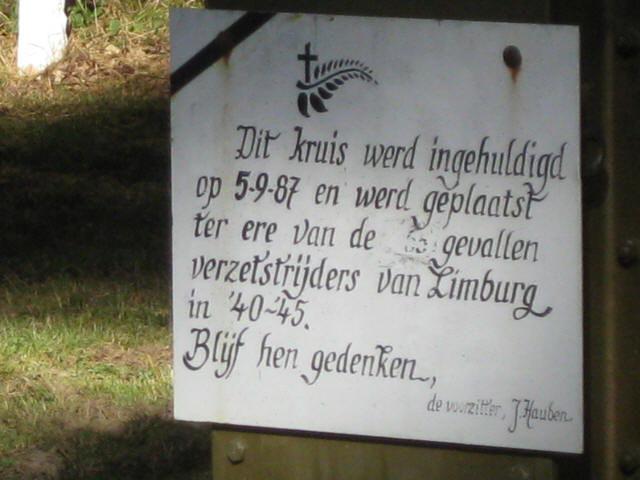 Dit kruis werd ingehuldigd
op 5-9-87 en werd geplaatst
ter ere van de gevallen
verzetstrijders van Limburg
in '40~'45.
Blijf hen gedenken,
de voorzitter, J. Hauben